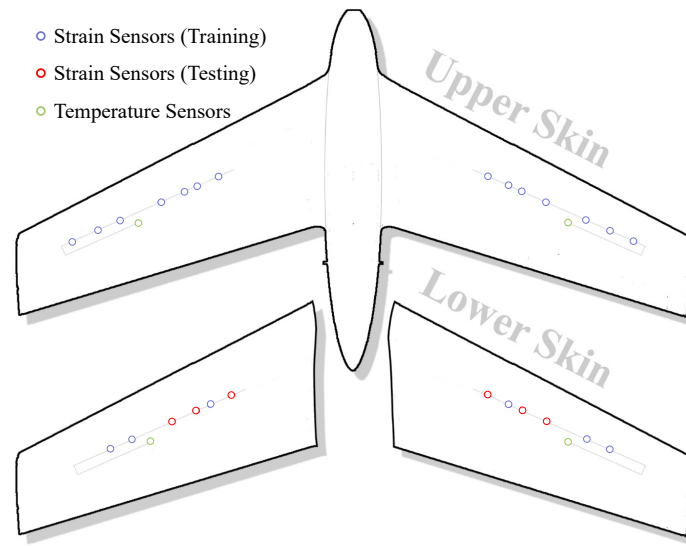 Strain Sensors (Training)
Strain Sensors (Testing)
Temperature Sensors
Upper Skin
Lower Skin